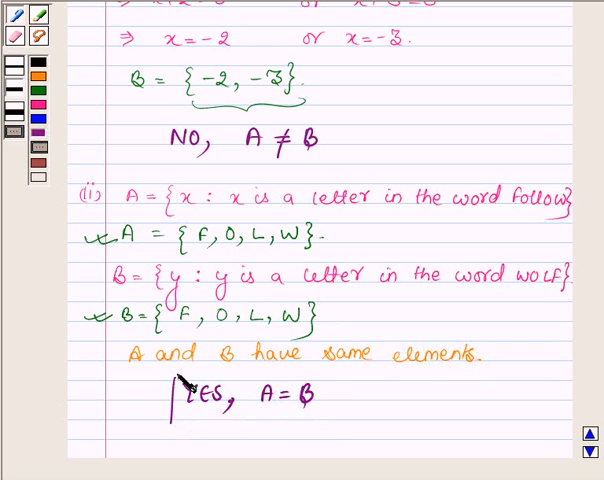 ⇒ x = -2 or x = -3.
B = { -2, -3}.
NO, A ≠ B
(ii) A = {x : x is a letter in the word follow}
A = { F, O, L, W }.
B = {y : y is a letter in the word WOLF}.
B = { F, O, L, W }
A and B have same elements.
YES, A = B